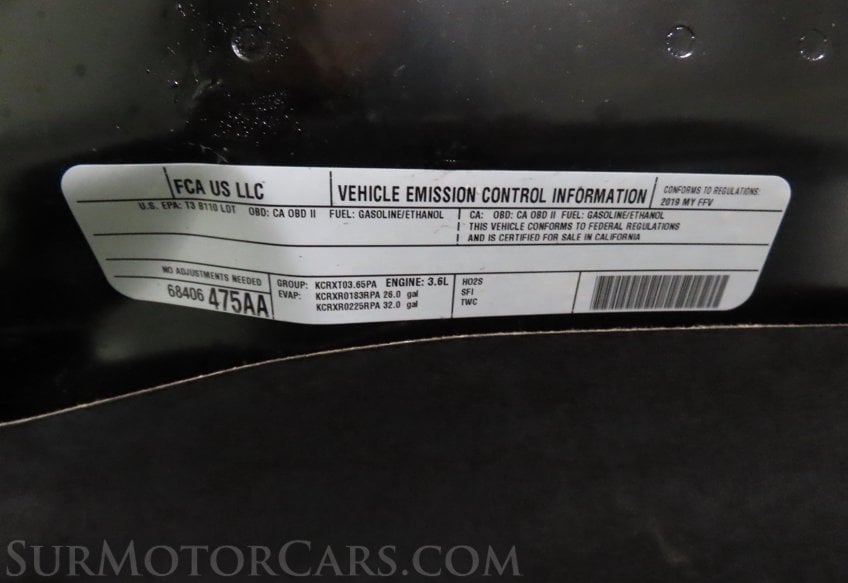 FCA US LLC
VEHICLE EMISSION CONTROL INFORMATION
CONFORMS TO REGULATIONS:
2019 MY FFV
U.S. EPA: T3 B110 LDT OBD: CA OBD II FUEL: GASOLINE/ETHANOL
CA: OBD: CA OBD II FUEL: GASOLINE/ETHANOL
THIS VEHICLE CONFORMS TO FEDERAL REGULATIONS
AND IS CERTIFIED FOR SALE IN CALIFORNIA
NO ADJUSTMENTS NEEDED
68406 475AA
GROUP: KCRXT03.65PA ENGINE: 3.6L
EVAP: KCRXR0183RPA 26.0 gal
KCRXR0225RPA 32.0 gal
HO2S
SFI
TWC
SurMotorCars.com